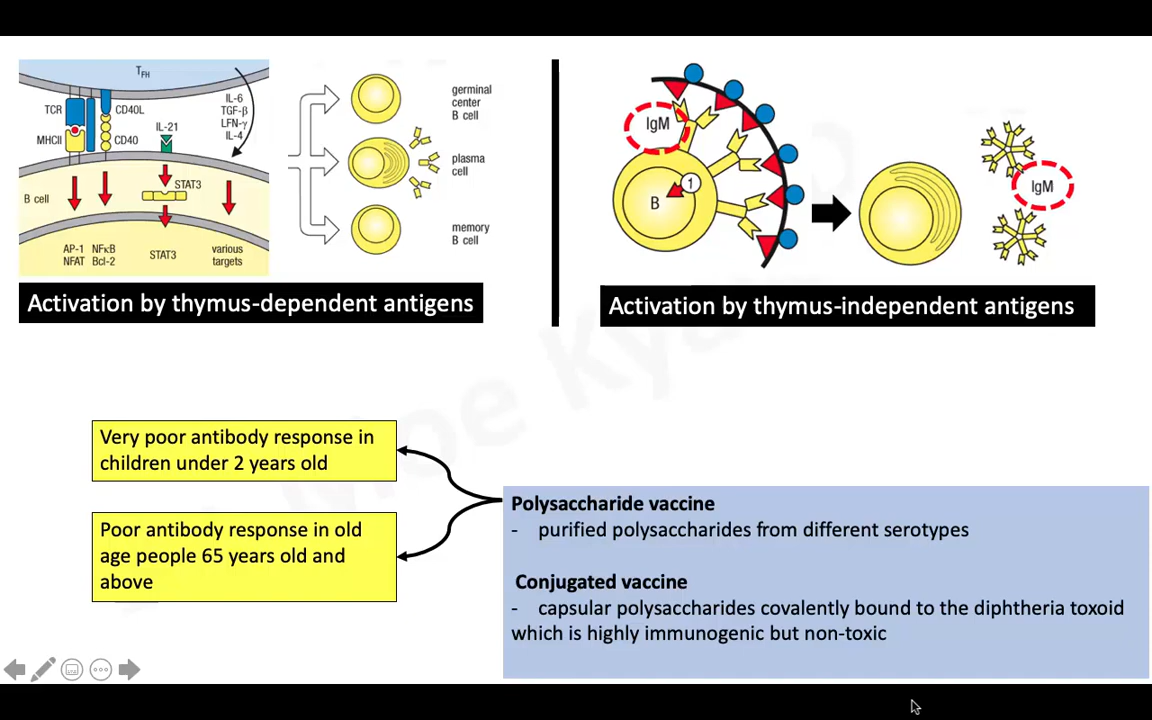 TFH
TCR
CD40L
IL-6
TGF-β
LFN-γ
IL-4
IL-21
MHCII
CD40
STAT3
B cell
AP-1
NFAT
NFκB
Bcl-2
STAT3
various
targets
germinal
center
B cell
plasma
cell
memory
B cell
Activation by thymus-dependent antigens
IgM
B
1
IgM
Activation by thymus-independent antigens
Very poor antibody response in
children under 2 years old
Poor antibody response in old
age people 65 years old and
above
Polysaccharide vaccine
- purified polysaccharides from different serotypes
Conjugated vaccine
- capsular polysaccharides covalently bound to the diphtheria toxoid
which is highly immunogenic but non-toxic